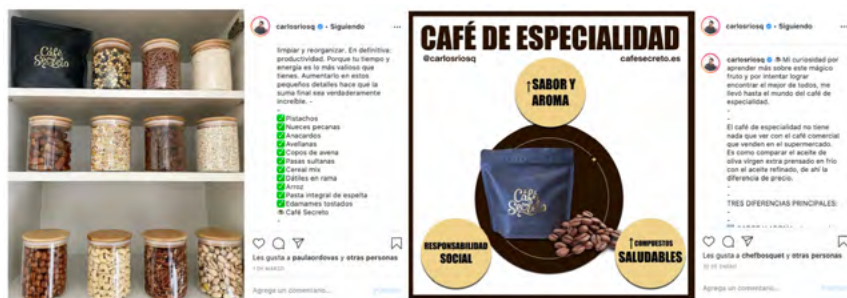 Café
Secreto
carlosriosq • Siguiendo
limpiar y reorganizar. En definitiva:
productividad. Porque tu tiempo y
energía es lo más valioso que
tienes. Aumentarlo en estos
pequeños detalles hace que la
suma final sea verdaderamente
increíble. -
-
✅Pistachos
✅Nueces pecanas
✅Anacardos
✅Avellanas
✅Copos de avena
✅Pasas sultanas
✅Cereal mix
✅Dátiles en rama
✅Arroz
✅Pasta integral de espelta
✅Edamames tostados
Café Secreto
-
Les gusta a paulaordovas y otras personas
Agrega un comentario...
CAFÉ DE ESPECIALIDAD
@carlosriosq
cafesecreto.es
↑SABOR Y
AROMA
Café
Secreto
RESPONSABILIDAD
SOCIAL
↑COMPUESTOS
SALUDABLES
carlosriosq • Siguiendo
carlosriosq Mi curiosidad por
aprender más sobre este mágico
fruto y por intentar lograr
encontrar el mejor de todos, me
llevó hasta el mundo del café de
especialidad.
-
-
El café de especialidad no tiene
nada que ver con el café comercial
que venden en el supermercado.
Es como comparar el aceite de
oliva virgen extra prensado en frío
con el aceite refinado, de ahí la
diferencia de precio.
-
-
TRES DIFERENCIAS PRINCIPALES:
-
Les gusta a chefbosquet y otras personas
Agrega un comentario...